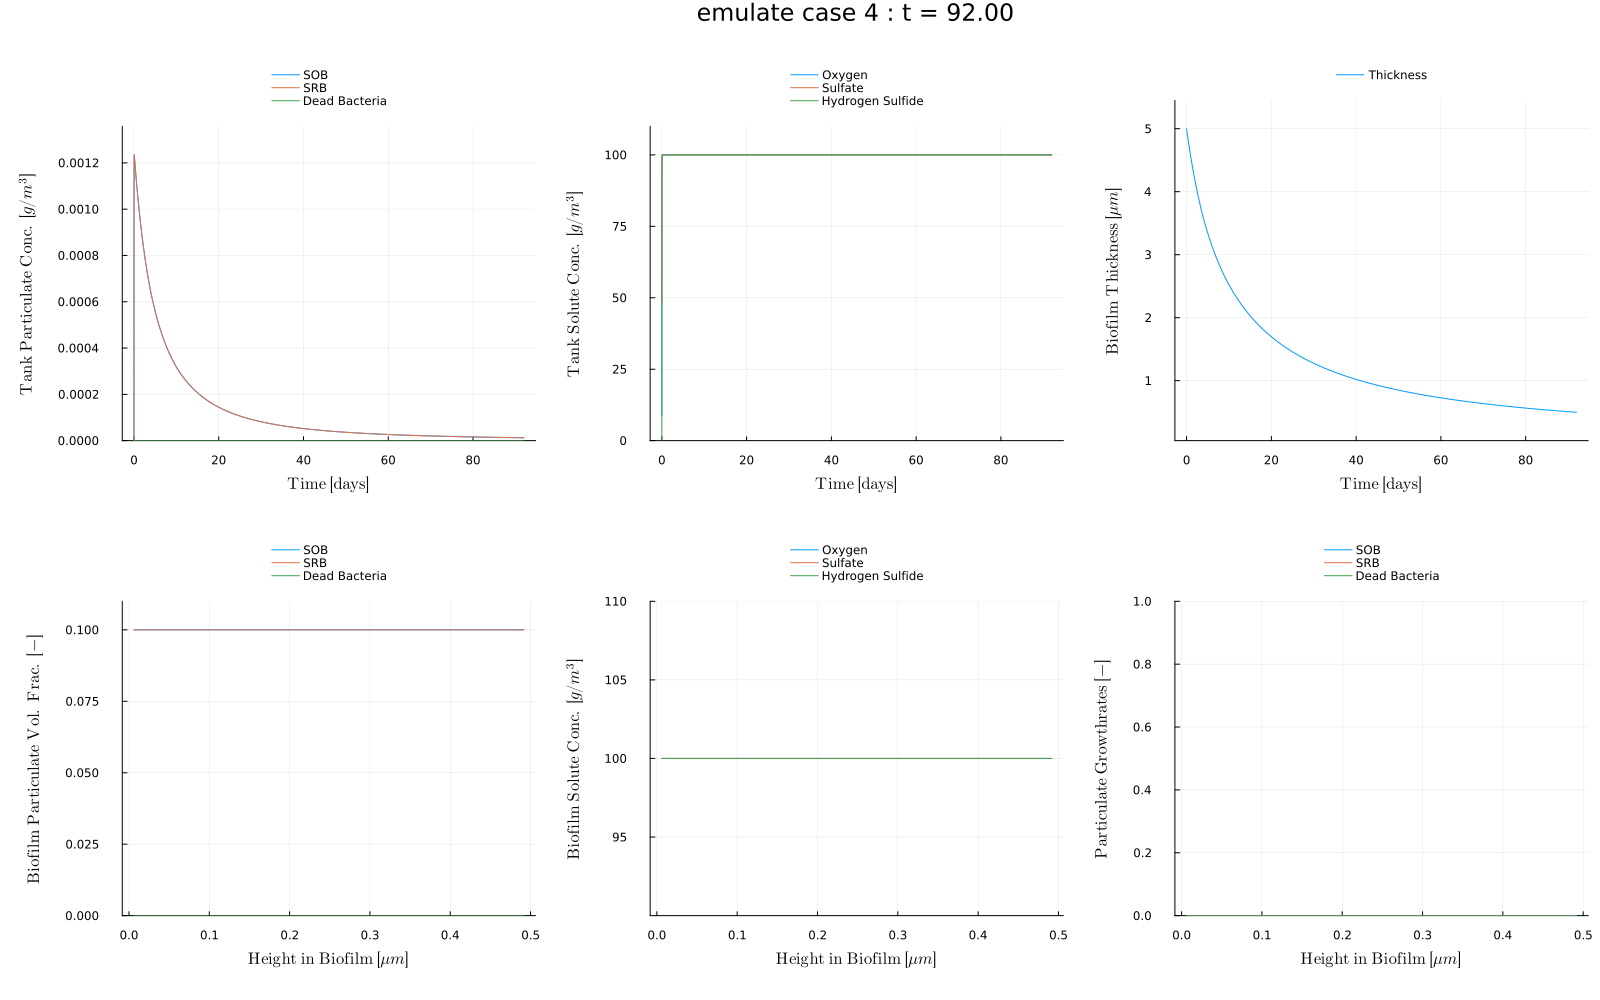 emulate case 4 : t = 92.00
SOB
SRB
Dead Bacteria
0.0012
0.0010
0.0008
0.0006
0.0004
0.0002
0.0000
Tank Particulate Conc. [g/m³]
0 20 40 60 80
Time [days]
Oxygen
Sulfate
Hydrogen Sulfide
100
75
50
25
0
Tank Solute Conc. [g/m³]
0 20 40 60 80
Time [days]
Thickness
5
4
3
2
1
Biofilm Thickness [μm]
0 20 40 60 80
Time [days]
SOB
SRB
Dead Bacteria
0.100
0.075
0.050
0.025
0.000
Biofilm Particulate Vol. Frac. [−]
0.0 0.1 0.2 0.3 0.4 0.5
Height in Biofilm [μm]
Oxygen
Sulfate
Hydrogen Sulfide
110
105
100
95
Biofilm Solute Conc. [g/m³]
0.0 0.1 0.2 0.3 0.4 0.5
Height in Biofilm [μm]
SOB
SRB
Dead Bacteria
1.0
0.8
0.6
0.4
0.2
0.0
Particulate Growthrates [−]
0.0 0.1 0.2 0.3 0.4 0.5
Height in Biofilm [μm]